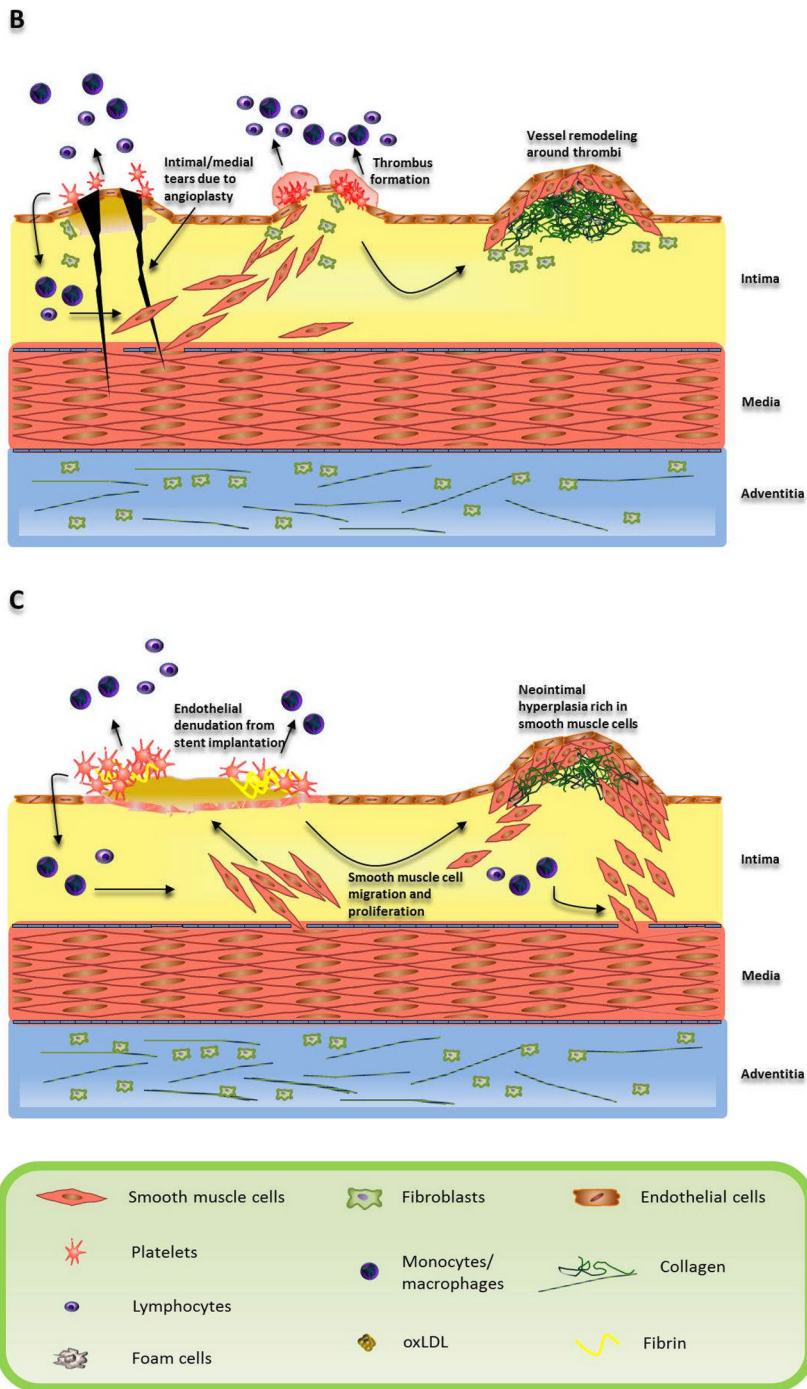 B
Intimal/medial
tears due to
angioplasty
Thrombus
formation
Vessel remodeling
around thrombi
Intima
Media
Adventitia
C
Endothelial
denudation from
stent implantation
Neointimal
hyperplasia rich in
smooth muscle cells
Smooth muscle cell
migration and
proliferation
Intima
Media
Adventitia
Smooth muscle cells
Fibroblasts
Endothelial cells
Platelets
Monocytes/
macrophages
Collagen
Lymphocytes
Foam cells
oxLDL
Fibrin